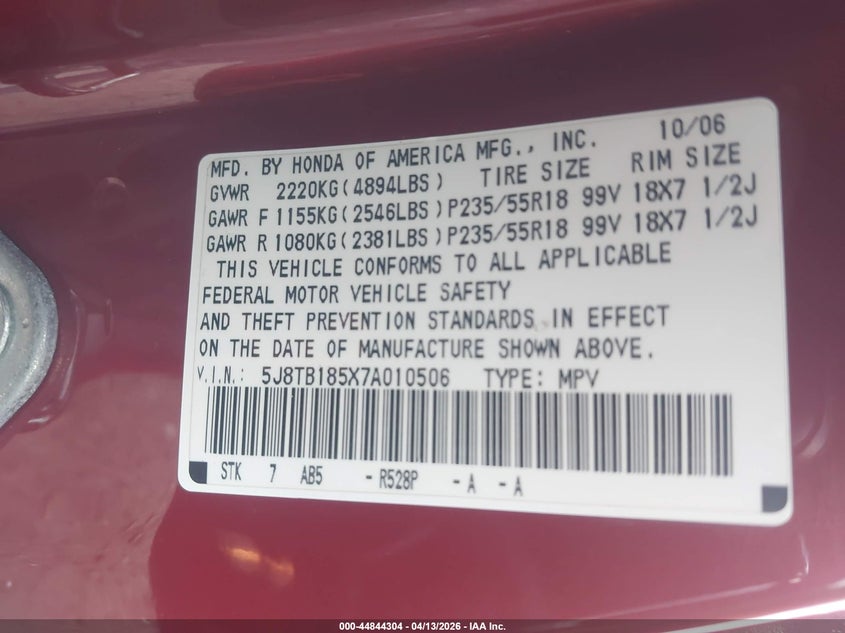 MFD. BY HONDA OF AMERICA MFG., INC. 10/06
GVWR 2220KG(4894LBS) TIRE SIZE RIM SIZE
GAWR F 1155KG(2546LBS)P235/55R18 99V 18X7 1/2J
GAWR R 1080KG(2381LBS)P235/55R18 99V 18X7 1/2J
THIS VEHICLE CONFORMS TO ALL APPLICABLE
FEDERAL MOTOR VEHICLE SAFETY
AND THEFT PREVENTION STANDARDS IN EFFECT
ON THE DATE OF MANUFACTURE SHOWN ABOVE.
V.I.N.: 5J8TB185X7A010506 TYPE: MPV
STK 7 AB5 - R528P - A - A
000-44844304 | 04/13/2026 | IAA Inc.